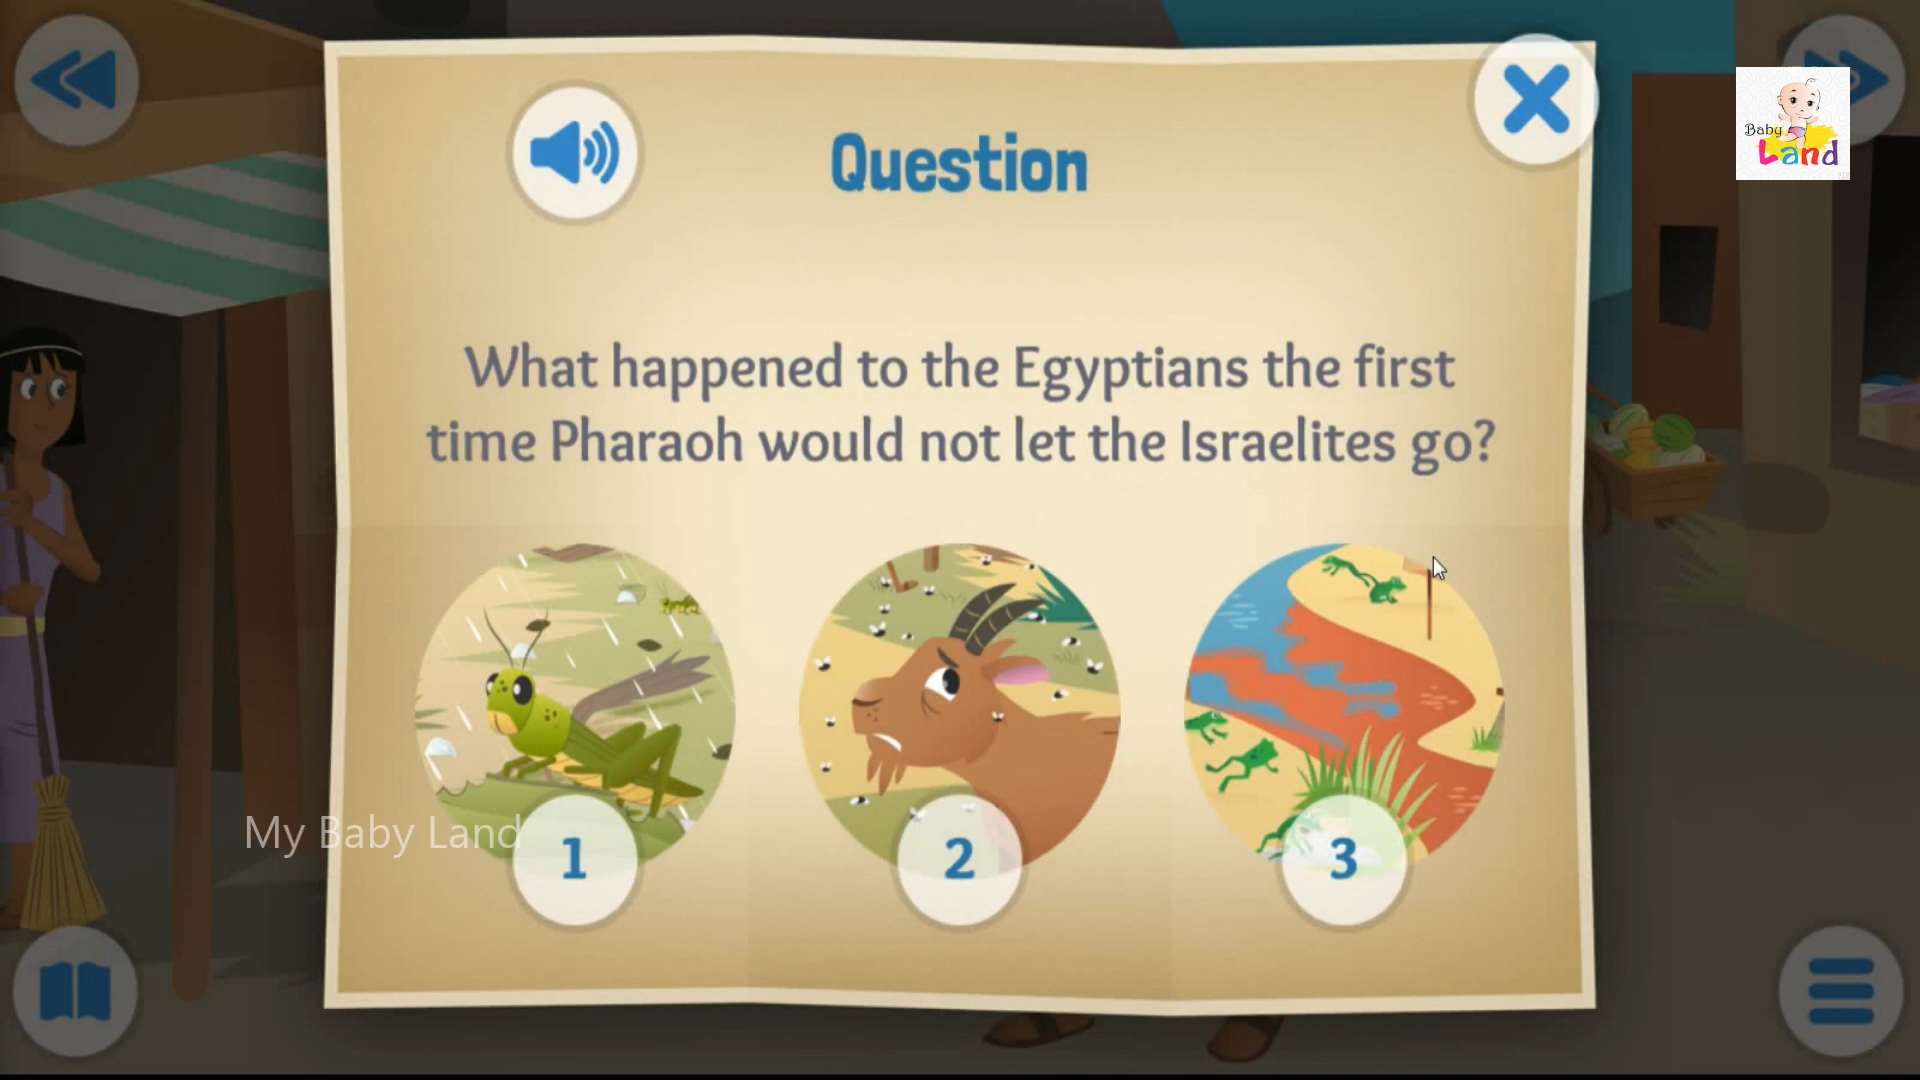 Question
Baby
Land
What happened to the Egyptians the first
time Pharaoh would not let the Israelites go?
My Baby Land
1
2
3